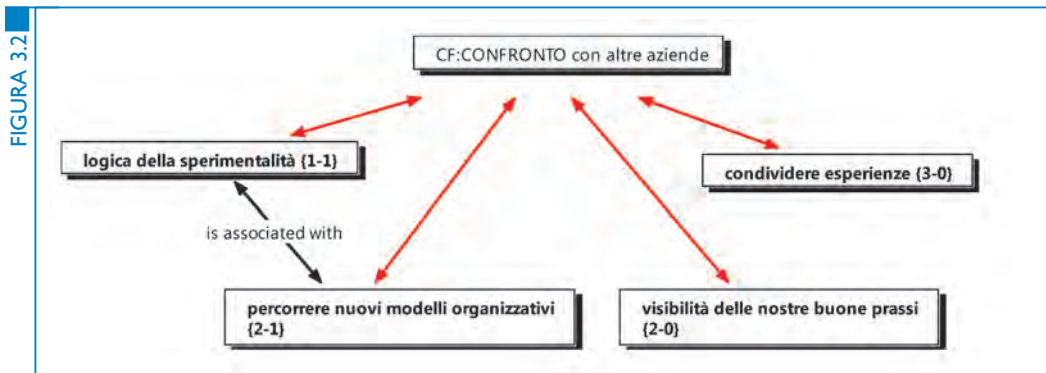 FIGURA 3.2
CF:CONFRONTO con altre aziende
logica della sperimentalità {1-1}
condividere esperienze {3-0}
is associated with
percorrere nuovi modelli organizzativi
{2-1}
visibilità delle nostre buone prassi
{2-0}